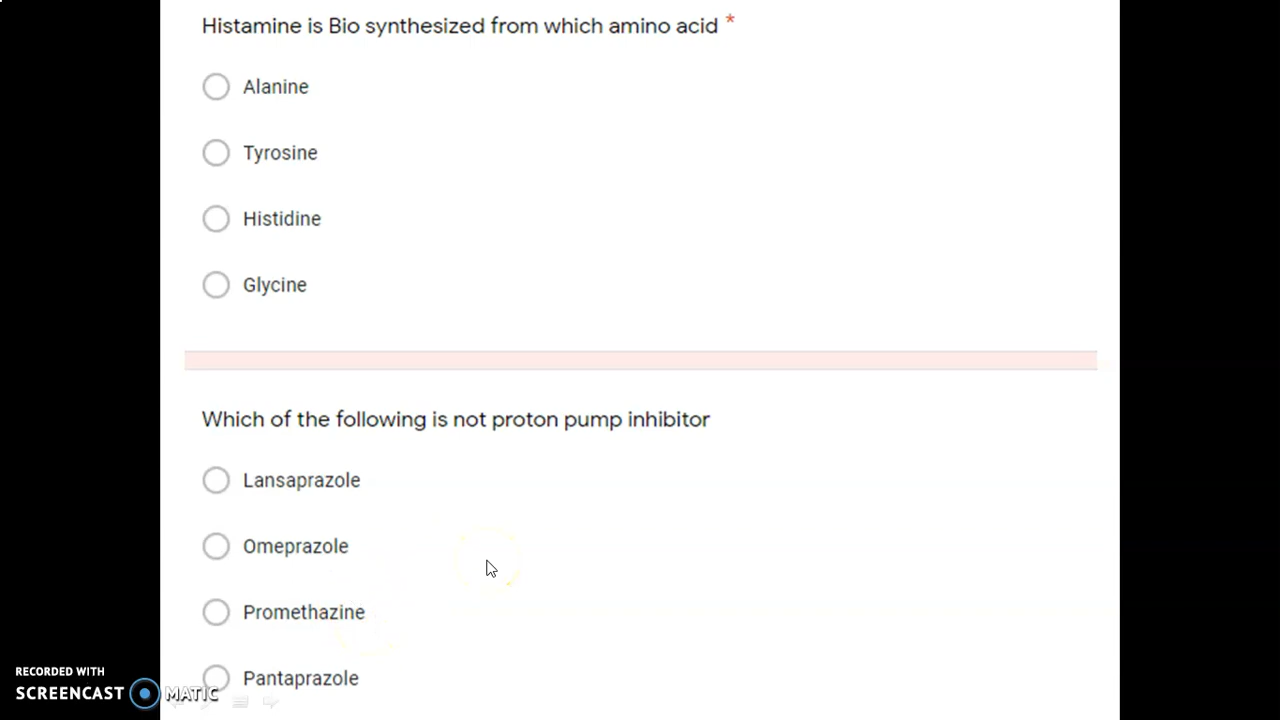 Histamine is Bio synthesized from which amino acid *
Alanine
Tyrosine
Histidine
Glycine
Which of the following is not proton pump inhibitor
Lansaprazole
Omeprazole
Promethazine
Pantaprazole
RECORDED WITH
SCREENCAST MATIC